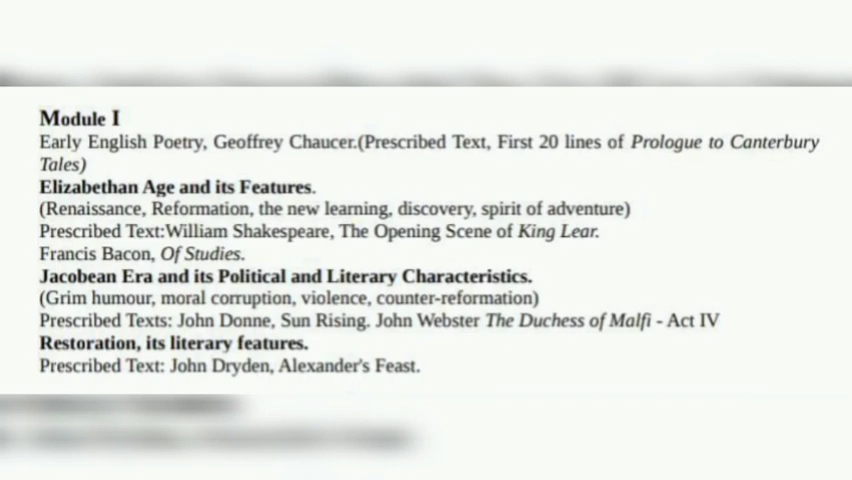 Module I
Early English Poetry, Geoffrey Chaucer.(Prescribed Text, First 20 lines of Prologue to Canterbury
Tales)
Elizabethan Age and its Features.
(Renaissance, Reformation, the new learning, discovery, spirit of adventure)
Prescribed Text:William Shakespeare, The Opening Scene of King Lear.
Francis Bacon, Of Studies.
Jacobean Era and its Political and Literary Characteristics.
(Grim humour, moral corruption, violence, counter-reformation)
Prescribed Texts: John Donne, Sun Rising. John Webster The Duchess of Malfi - Act IV
Restoration, its literary features.
Prescribed Text: John Dryden, Alexander's Feast.